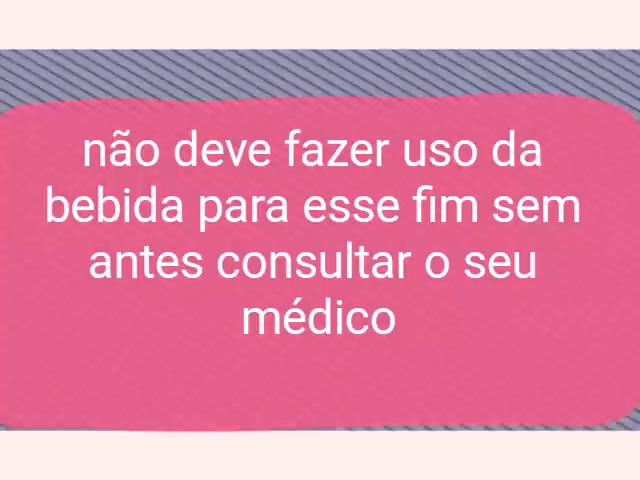 não deve fazer uso da
bebida para esse fim sem
antes consultar o seu
médico